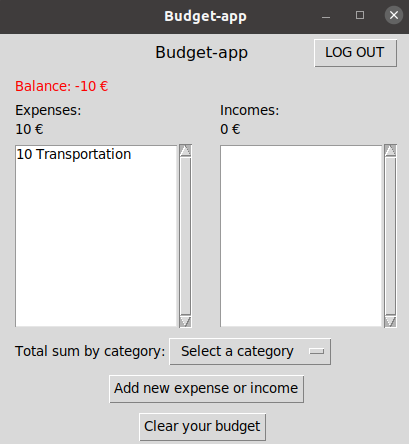 Budget-app
Budget-app
LOG OUT
Balance: -10 €
Expenses:
10 €
Incomes:
0 €
10 Transportation
Total sum by category:
Select a category
Add new expense or income
Clear your budget